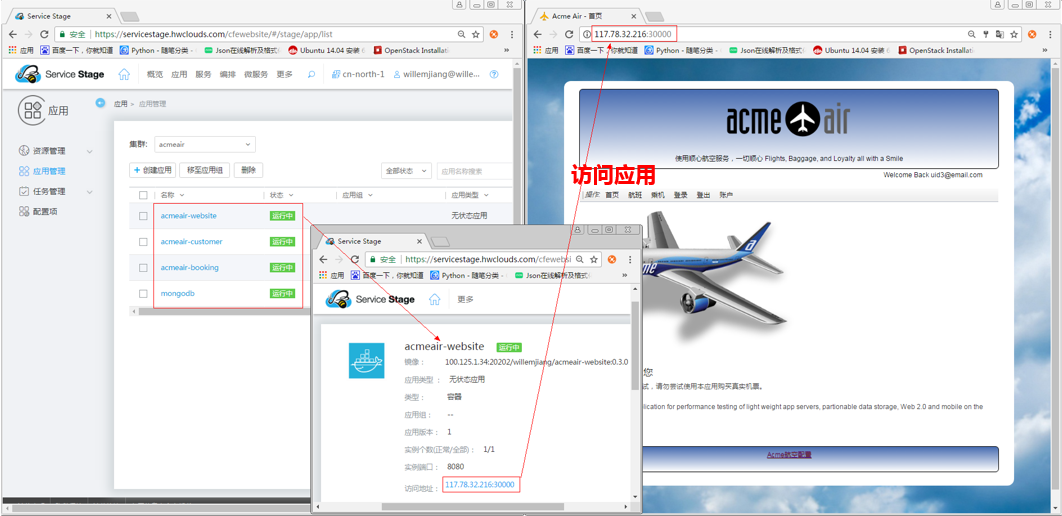 Service Stage
安全 https://servicestage.hwclouds.com/cfewebsite/#/stage/app/list
应用 百度一下，你就知道 Python - 随笔分类 - Json在线解析及格式 Ubuntu 14.04 安装 OpenStack Installati »
Service Stage 概览 应用 服务 编排 微服务 更多 cn-north-1 willemjiang@wille...
应用
应用 > 应用管理
资源管理
应用管理
任务管理
配置项
集群: acmeair
+ 创建应用 移至应用组 删除 全部状态 应用名称搜索
名称 状态 应用组 应用类型
acmeair-website 运行中 无状态应用
acmeair-customer 运行中
acmeair-booking 运行中
mongodb 运行中
Service Stage
安全 https://servicestage.hwclouds.com/cfewebsi
应用 百度一下，你就知道 Python - 随笔分类 - Json在线解析及格式 »
Service Stage 更多
acmeair-website 运行中
镜像： 100.125.1.34:20202/willemjiang/acmeair-website:0.3.0
应用类型： 无状态应用
类型： 容器
应用组： --
应用版本： 1
实例个数(正常/全部)： 1/1
实例端口： 8080
访问地址： 117.78.32.216:30000
访问应用
Acme Air - 首页
117.78.32.216:30000
应用 百度一下，你就知道 Python - 随笔分类 - Json在线解析及格式 Ubuntu 14.04 安装 OpenStack Installati »
acme air
使用顺心航空服务，一切顺心 Flights, Baggage, and Loyalty all with a Smile
Welcome Back uid3@email.com
操作: 首页 航班 乘机 登录 登出 账户
acme
a
您
试，请勿尝试使用本应用购买真实机票。
lication for performance testing of light weight app servers, partionable data storage, Web 2.0 and mobile on the
Acme航空配置